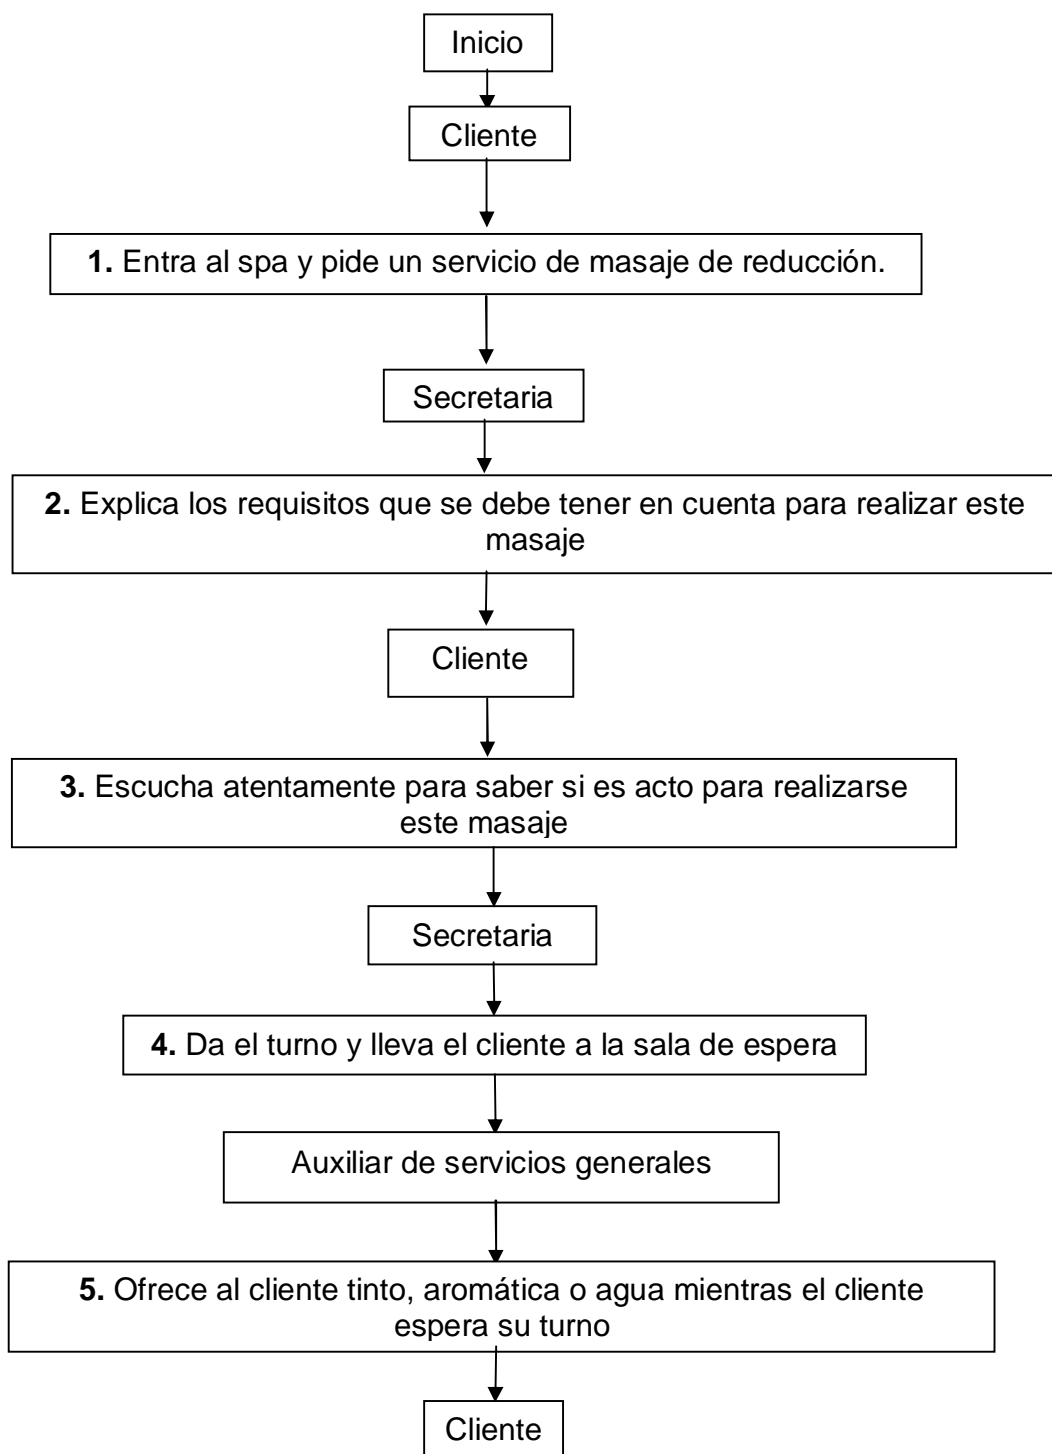 Inicio
Cliente
1. Entra al spa y pide un servicio de masaje de reducción.
Secretaria
2. Explica los requisitos que se debe tener en cuenta para realizar este
masaje
Cliente
3. Escucha atentamente para saber si es acto para realizarse
este masaje
Secretaria
4. Da el turno y lleva el cliente a la sala de espera
Auxiliar de servicios generales
5. Ofrece al cliente tinto, aromática o agua mientras el cliente
espera su turno
Cliente